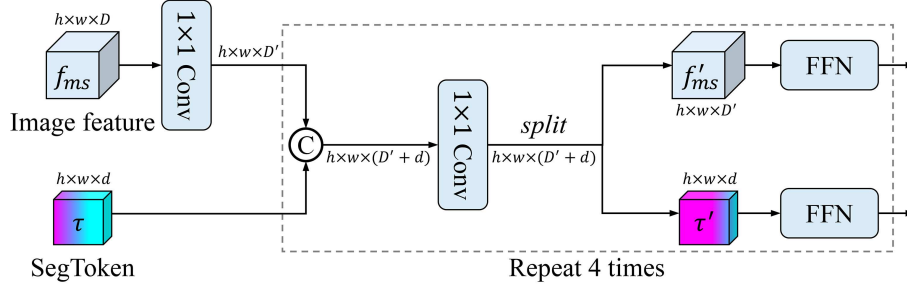 h×w×D
f_ms
Image feature
1×1 Conv
h×w×D′
h×w×d
τ
SegToken
C
h×w×(D′ + d)
1×1 Conv
split
h×w×(D′ + d)
f′_ms
h×w×D′
FFN
h×w×d
τ′
FFN
Repeat 4 times